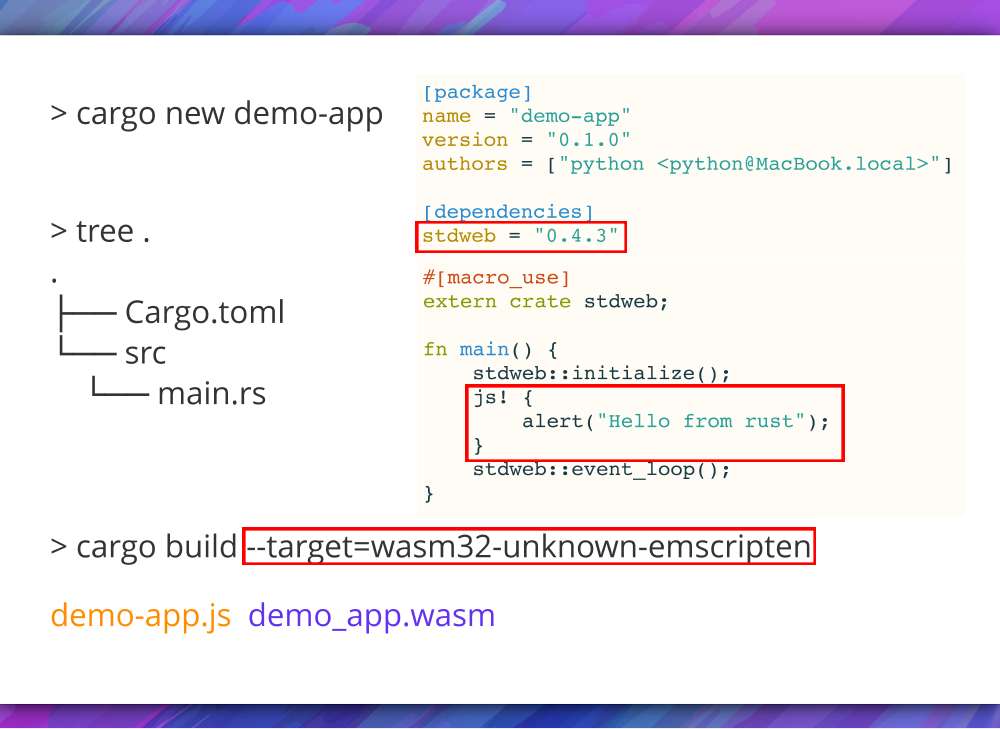 > cargo new demo-app
> tree .
.
├── Cargo.toml
└── src
    └── main.rs
[package]
name = "demo-app"
version = "0.1.0"
authors = ["python <python@MacBook.local>"]
[dependencies]
stdweb = "0.4.3"
#[macro_use]
extern crate stdweb;
fn main() {
    stdweb::initialize();
    js! {
        alert("Hello from rust");
    }
    stdweb::event_loop();
}
> cargo build --target=wasm32-unknown-emscripten
demo-app.js demo_app.wasm